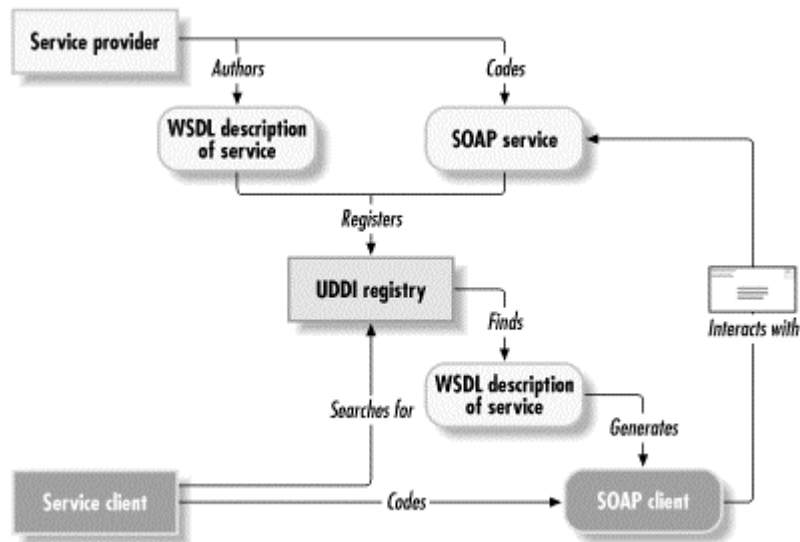 Service provider
Authors
Codes
WSDL description
of service
SOAP service
Registers
UDDI registry
Finds
Interacts with
WSDL description
of service
Searches for
Generates
Service client
Codes
SOAP client